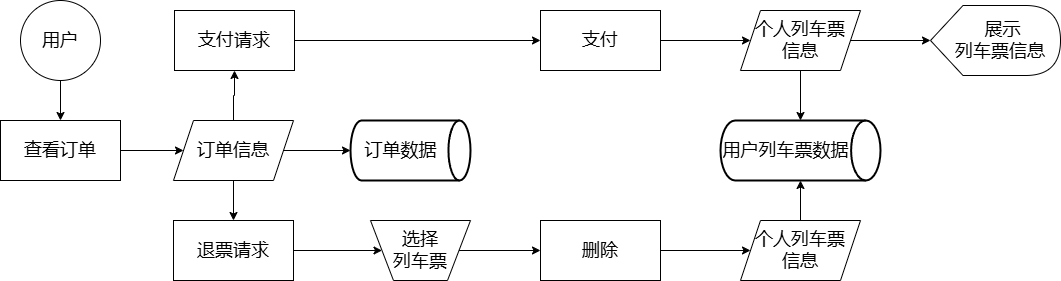 用户
支付请求
支付
个人列车票
信息
展示
列车票信息
查看订单
订单信息
订单数据
用户列车票数据
退票请求
选择
列车票
删除
个人列车票
信息